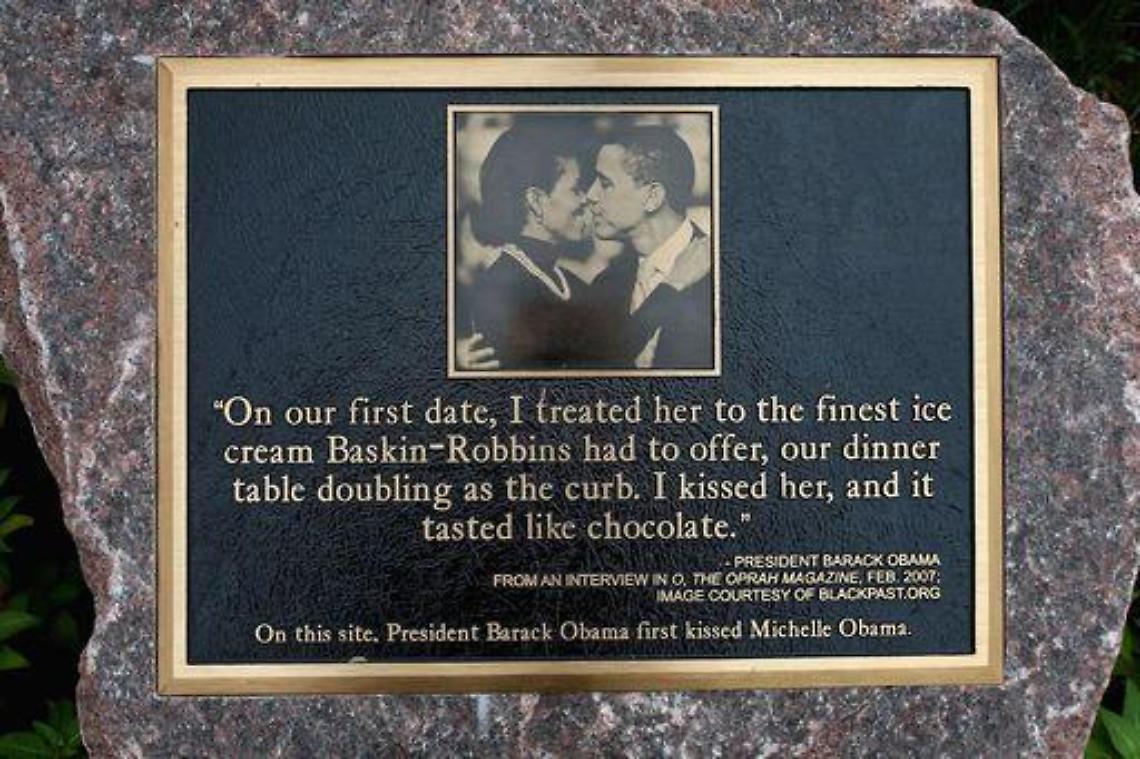 “On our first date, I treated her to the finest ice
cream Baskin-Robbins had to offer, our dinner
table doubling as the curb. I kissed her, and it
tasted like chocolate.”
- PRESIDENT BARACK OBAMA
FROM AN INTERVIEW IN O, THE OPRAH MAGAZINE, FEB. 2007;
IMAGE COURTESY OF BLACKPAST.ORG
On this site, President Barack Obama first kissed Michelle Obama.